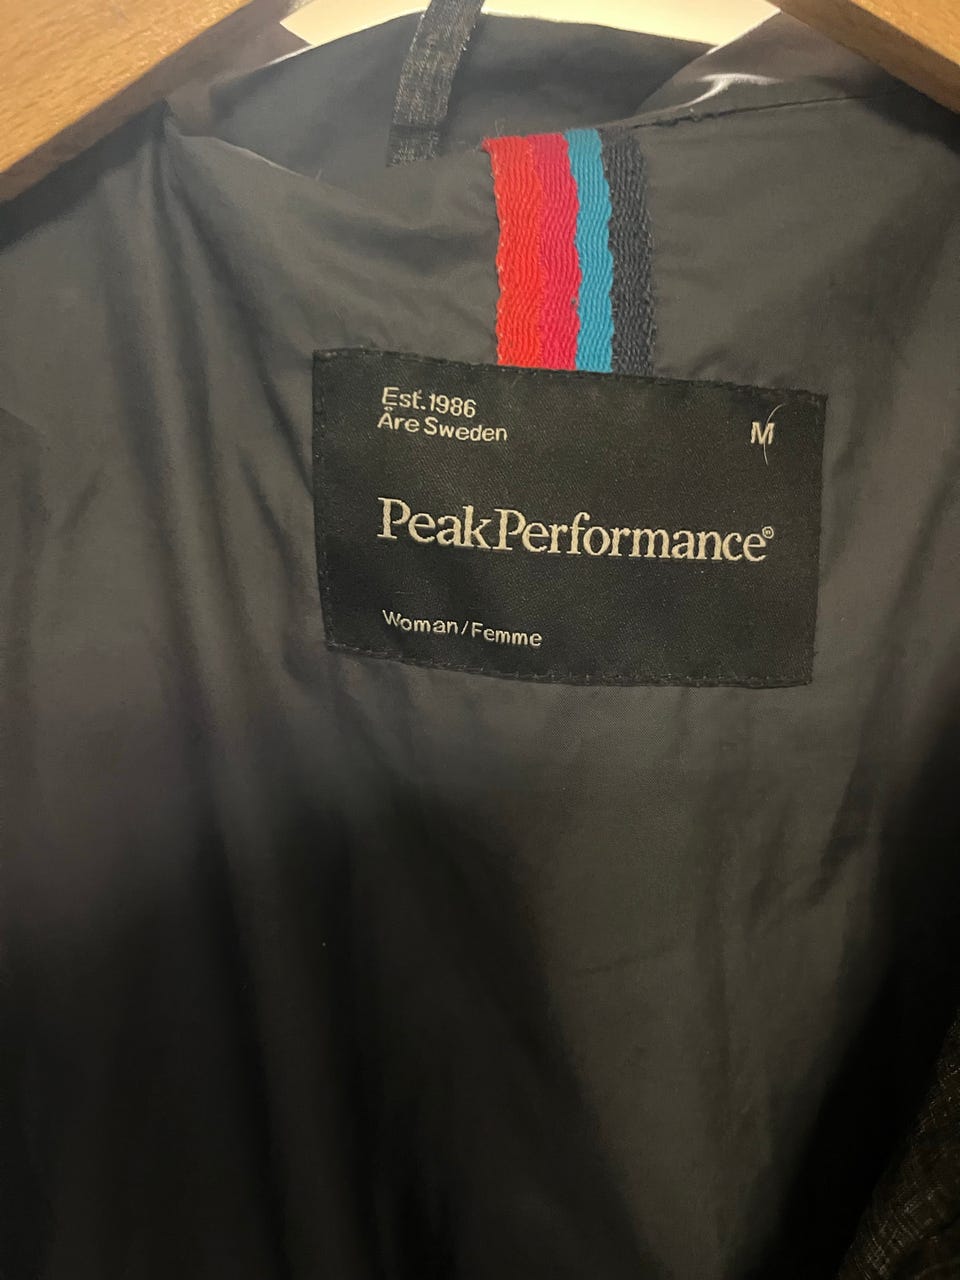 Est. 1986
Åre Sweden
M
PeakPerformance®
Woman/Femme